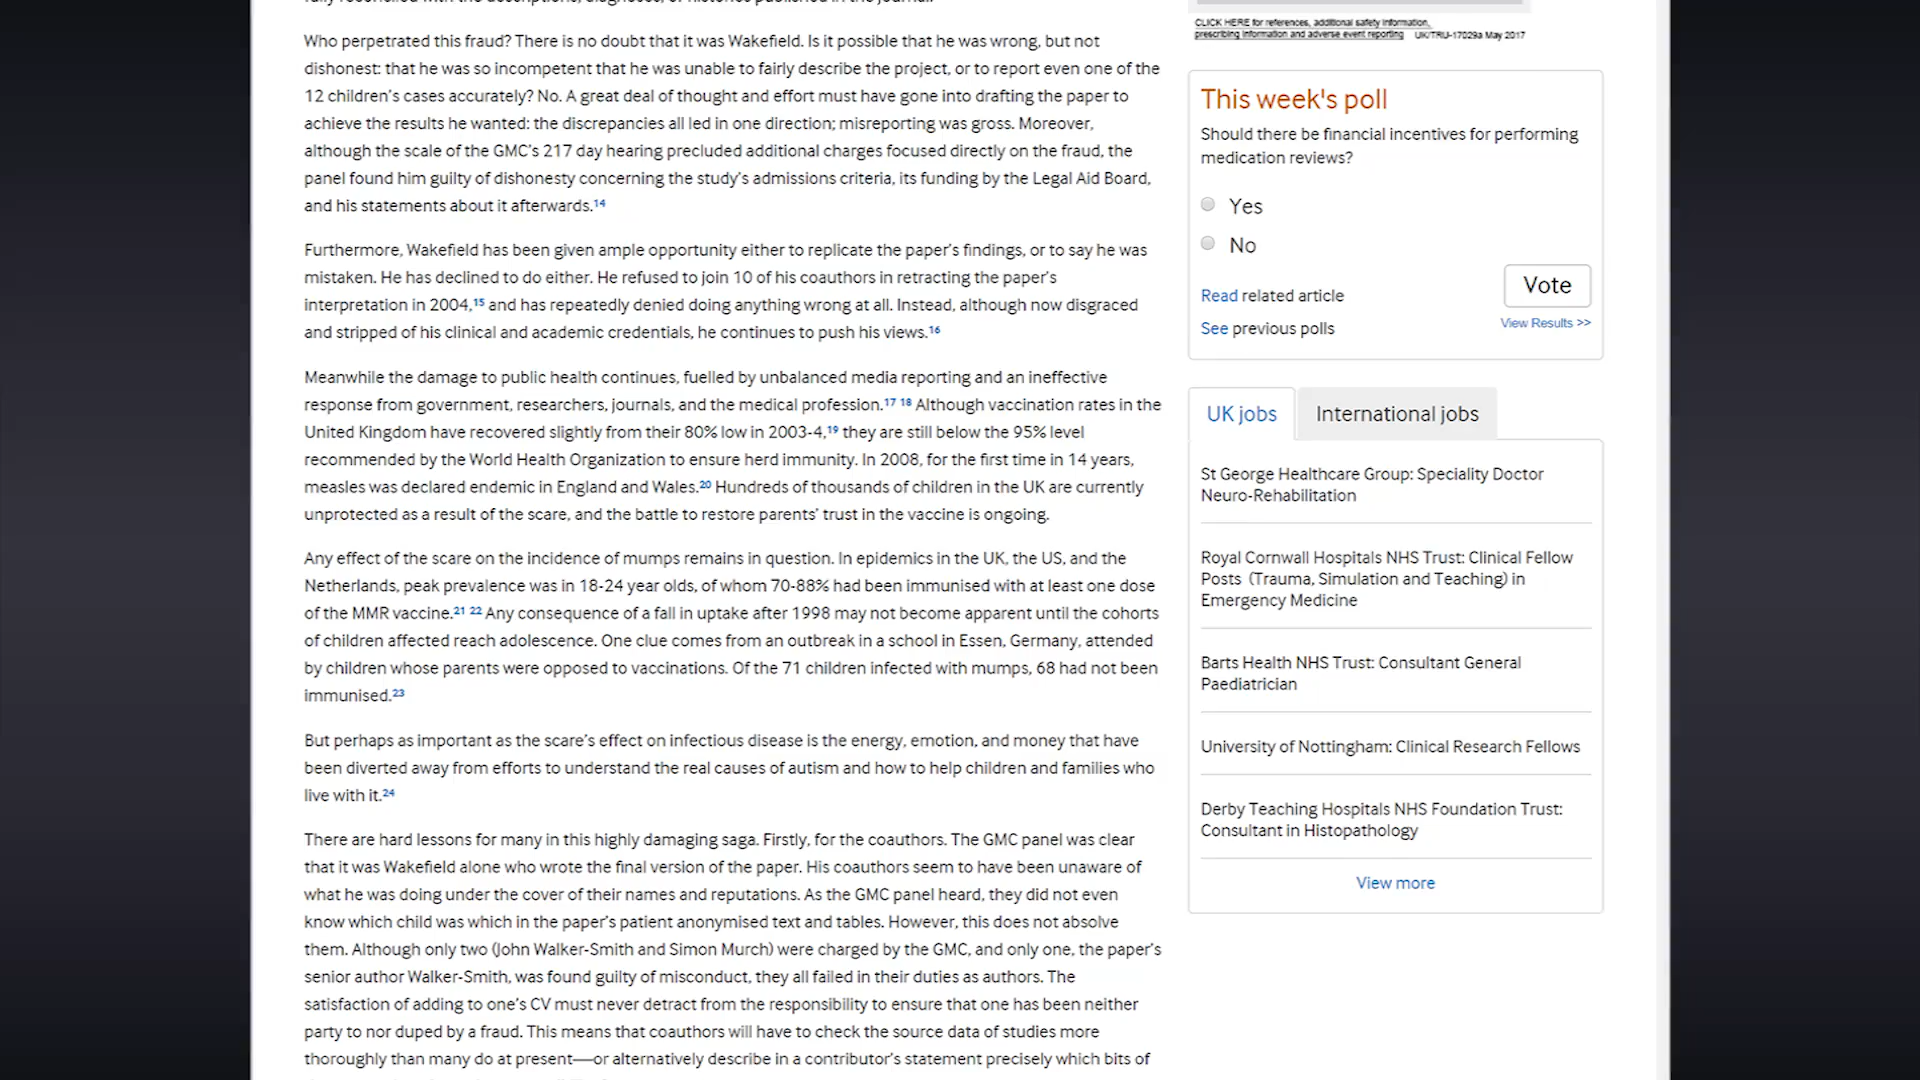 Who perpetrated this fraud? There is no doubt that it was Wakefield. Is it possible that he was wrong, but not
dishonest: that he was so incompetent that he was unable to fairly describe the project, or to report even one of the
12 children's cases accurately? No. A great deal of thought and effort must have gone into drafting the paper to
achieve the results he wanted: the discrepancies all led in one direction; misreporting was gross. Moreover,
although the scale of the GMC's 217 day hearing precluded additional charges focused directly on the fraud, the
panel found him guilty of dishonesty concerning the study's admissions criteria, its funding by the Legal Aid Board,
and his statements about it afterwards.14
Furthermore, Wakefield has been given ample opportunity either to replicate the paper's findings, or to say he was
mistaken. He has declined to do either. He refused to join 10 of his coauthors in retracting the paper's
interpretation in 2004,15 and has repeatedly denied doing anything wrong at all. Instead, although now disgraced
and stripped of his clinical and academic credentials, he continues to push his views.16
Meanwhile the damage to public health continues, fuelled by unbalanced media reporting and an ineffective
response from government, researchers, journals, and the medical profession.17 18 Although vaccination rates in the
United Kingdom have recovered slightly from their 80% low in 2003-4,19 they are still below the 95% level
recommended by the World Health Organization to ensure herd immunity. In 2008, for the first time in 14 years,
measles was declared endemic in England and Wales.20 Hundreds of thousands of children in the UK are currently
unprotected as a result of the scare, and the battle to restore parents' trust in the vaccine is ongoing.
Any effect of the scare on the incidence of mumps remains in question. In epidemics in the UK, the US, and the
Netherlands, peak prevalence was in 18-24 year olds, of whom 70-88% had been immunised with at least one dose
of the MMR vaccine.21 22 Any consequence of a fall in uptake after 1998 may not become apparent until the cohorts
of children affected reach adolescence. One clue comes from an outbreak in a school in Essen, Germany, attended
by children whose parents were opposed to vaccinations. Of the 71 children infected with mumps, 68 had not been
immunised.23
But perhaps as important as the scare's effect on infectious disease is the energy, emotion, and money that have
been diverted away from efforts to understand the real causes of autism and how to help children and families who
live with it.24
There are hard lessons for many in this highly damaging saga. Firstly, for the coauthors. The GMC panel was clear
that it was Wakefield alone who wrote the final version of the paper. His coauthors seem to have been unaware of
what he was doing under the cover of their names and reputations. As the GMC panel heard, they did not even
know which child was which in the paper's patient anonymised text and tables. However, this does not absolve
them. Although only two (John Walker-Smith and Simon Murch) were charged by the GMC, and only one, the paper's
senior author Walker-Smith, was found guilty of misconduct, they all failed in their duties as authors. The
satisfaction of adding to one's CV must never detract from the responsibility to ensure that one has been neither
party to nor duped by a fraud. This means that coauthors will have to check the source data of studies more
thoroughly than many do at present—or alternatively describe in a contributor's statement precisely which bits of
CLICK HERE for references, additional safety information,
prescribing information and adverse event reporting UK/TRU-17029a May 2017
This week's poll
Should there be financial incentives for performing
medication reviews?
Yes
No
Vote
Read related article
View Results >>
See previous polls
UK jobs
International jobs
St George Healthcare Group: Speciality Doctor
Neuro-Rehabilitation
Royal Cornwall Hospitals NHS Trust: Clinical Fellow
Posts (Trauma, Simulation and Teaching) in
Emergency Medicine
Barts Health NHS Trust: Consultant General
Paediatrician
University of Nottingham: Clinical Research Fellows
Derby Teaching Hospitals NHS Foundation Trust:
Consultant in Histopathology
View more